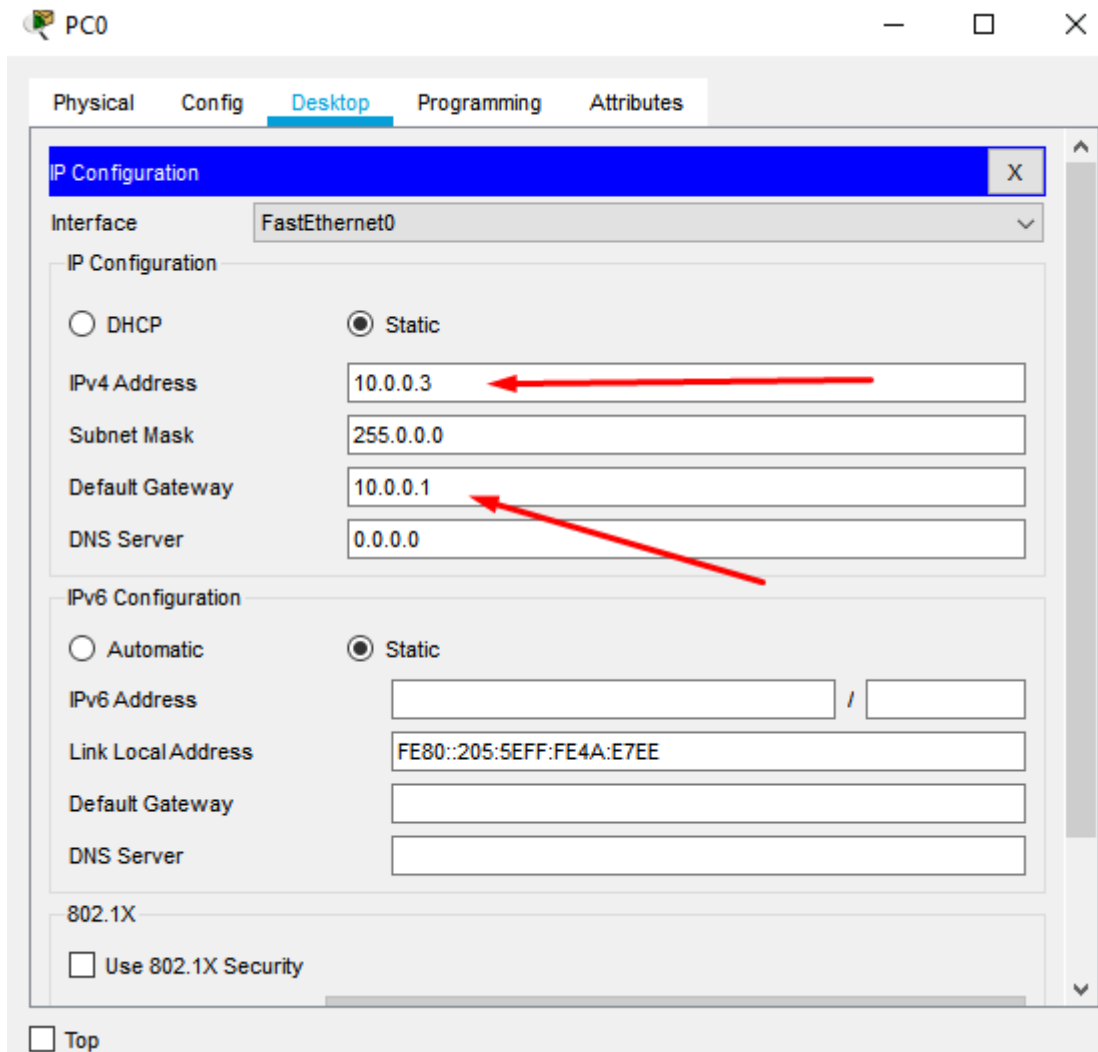 PC0
Physical Config Desktop Programming Attributes
IP Configuration X
Interface FastEthernet0
IP Configuration
DHCP Static
IPv4 Address 10.0.0.3
Subnet Mask 255.0.0.0
Default Gateway 10.0.0.1
DNS Server 0.0.0.0
IPv6 Configuration
Automatic Static
IPv6 Address /
Link Local Address FE80::205:5EFF:FE4A:E7EE
Default Gateway
DNS Server
802.1X
Use 802.1X Security
Top